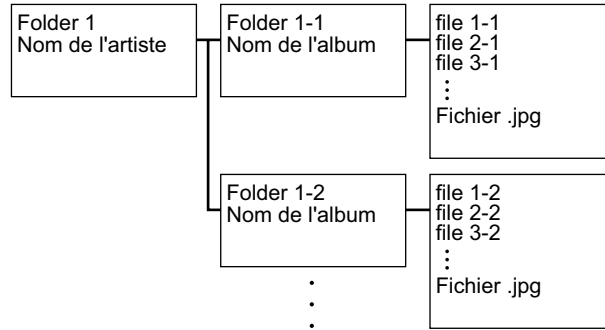 Folder 1
Nom de l'artiste
Folder 1-1
Nom de l'album
file 1-1
file 2-1
file 3-1
Fichier .jpg
Folder 1-2
Nom de l'album
file 1-2
file 2-2
file 3-2
Fichier .jpg